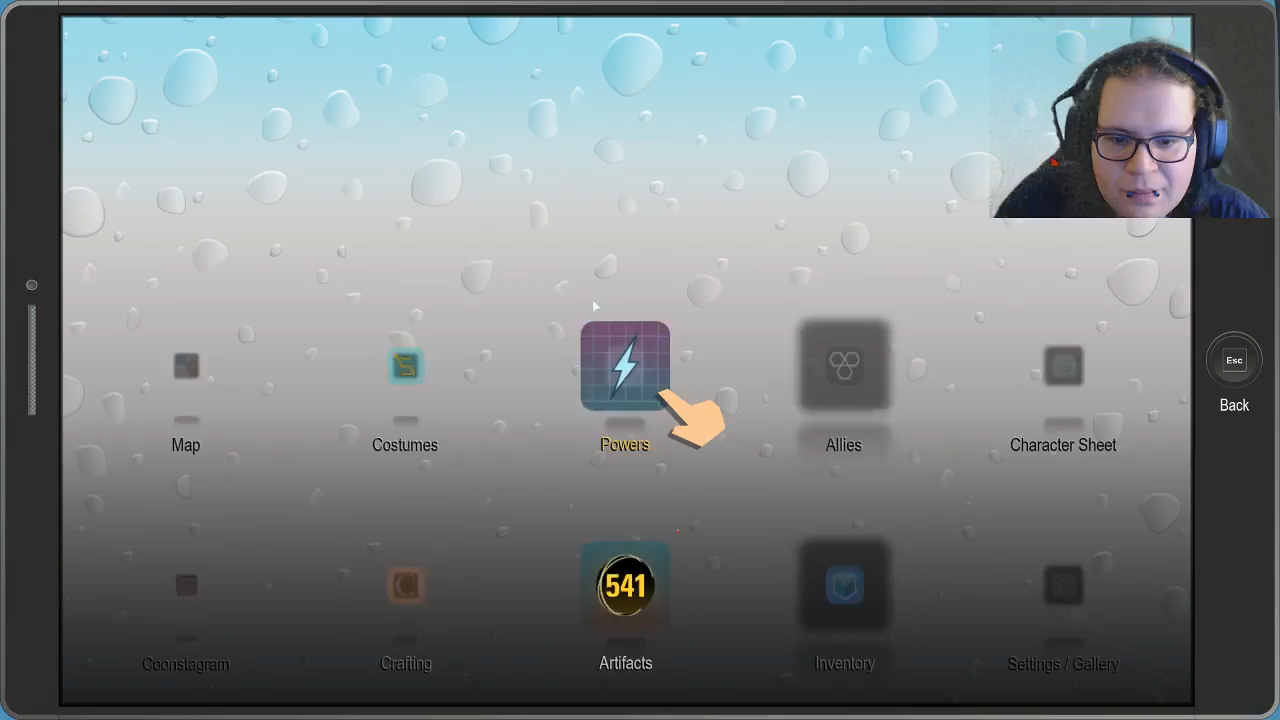 Esc
Back
Map
Costumes
Powers
Allies
Character Sheet
541
Coonstagram
Crafting
Artifacts
Inventory
Settings / Gallery